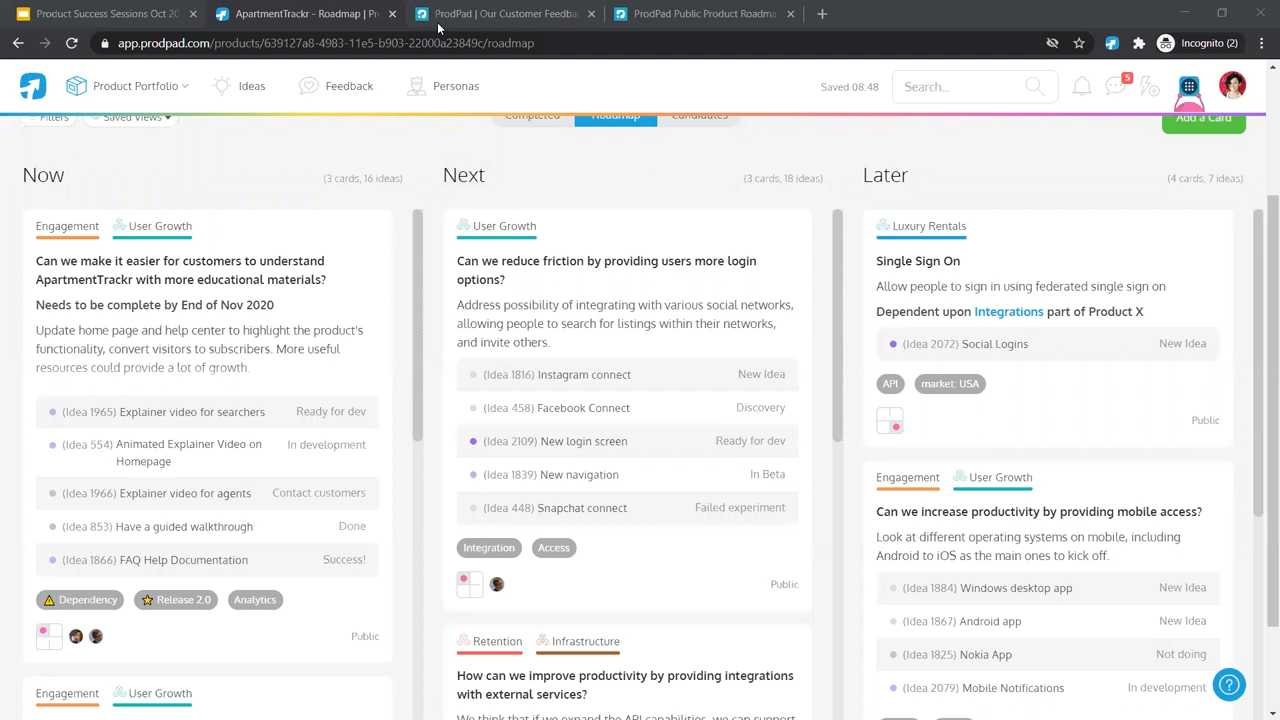 Product Success Sessions Oct 20
ApartmentTrackr - Roadmap | Pr
ProdPad | Our Customer Feedba
ProdPad Public Product Roadma
app.prodpad.com/products/639127a8-4983-11e5-b903-22000a23849c/roadmap
Incognito (2)
Product Portfolio
Ideas
Feedback
Personas
Saved 08:48
Search...
5
Filters
Saved Views
Completed
Roadmap
Candidates
Add a Card
Now
(3 cards, 16 ideas)
Engagement
User Growth
Can we make it easier for customers to understand
ApartmentTrackr with more educational materials?
Needs to be complete by End of Nov 2020
Update home page and help center to highlight the product's
functionality, convert visitors to subscribers. More useful
resources could provide a lot of growth.
(Idea 1965) Explainer video for searchers Ready for dev
(Idea 554) Animated Explainer Video on In development
Homepage
(Idea 1966) Explainer video for agents Contact customers
(Idea 853) Have a guided walkthrough Done
(Idea 1866) FAQ Help Documentation Success!
Dependency
Release 2.0
Analytics
Public
Engagement
User Growth
Next
(3 cards, 18 ideas)
User Growth
Can we reduce friction by providing users more login
options?
Address possibility of integrating with various social networks,
allowing people to search for listings within their networks,
and invite others.
(Idea 1816) Instagram connect New Idea
(Idea 458) Facebook Connect Discovery
(Idea 2109) New login screen Ready for dev
(Idea 1839) New navigation In Beta
(Idea 448) Snapchat connect Failed experiment
Integration
Access
Public
Retention
Infrastructure
How can we improve productivity by providing integrations
with external services?
We think that if we expand the API capabilities, we can support
Later
(4 cards, 7 ideas)
Luxury Rentals
Single Sign On
Allow people to sign in using federated single sign on
Dependent upon Integrations part of Product X
(Idea 2072) Social Logins New Idea
API
market: USA
Public
Engagement
User Growth
Can we increase productivity by providing mobile access?
Look at different operating systems on mobile, including
Android to iOS as the main ones to kick off.
(Idea 1884) Windows desktop app New Idea
(Idea 1867) Android app New Idea
(Idea 1825) Nokia App Not doing
(Idea 2079) Mobile Notifications In development